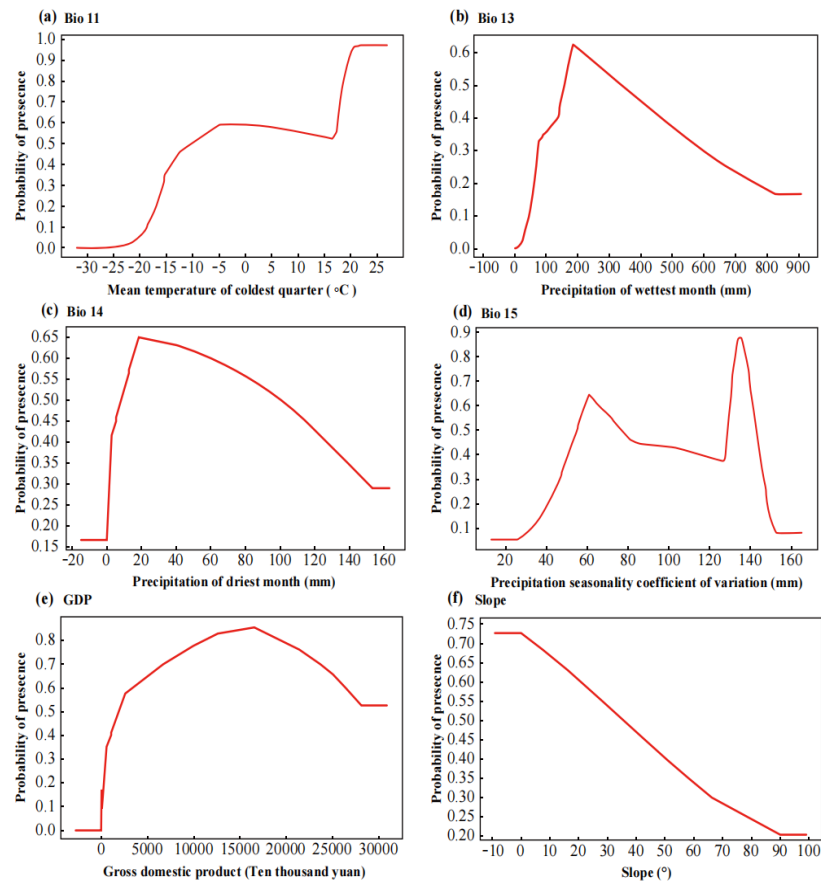 (a) Bio 11
Probability of presecnce
1.0
0.9
0.8
0.7
0.6
0.5
0.4
0.3
0.2
0.1
0.0
-30 -25 -20 -15 -10 -5 0 5 10 15 20 25
Mean temperature of coldest quarter ( °C )
(b) Bio 13
Probability of presecnce
0.6
0.5
0.4
0.3
0.2
0.1
0.0
-100 0 100 200 300 400 500 600 700 800 900
Precipitation of wettest month (mm)
(c) Bio 14
Probability of presecnce
0.65
0.60
0.55
0.50
0.45
0.40
0.35
0.30
0.25
0.20
0.15
-20 0 20 40 60 80 100 120 140 160
Precipitation of driest month (mm)
(d) Bio 15
Probability of presecnce
0.9
0.8
0.7
0.6
0.5
0.4
0.3
0.2
0.1
20 40 60 80 100 120 140 160
Precipitation seasonality coefficient of variation (mm)
(e) GDP
Probability of presecnce
0.8
0.7
0.6
0.5
0.4
0.3
0.2
0.1
0.0
0 5000 10000 15000 20000 25000 30000
Gross domestic product (Ten thousand yuan)
(f) Slope
Probability of presecnce
0.75
0.70
0.65
0.60
0.55
0.50
0.45
0.40
0.35
0.30
0.25
0.20
-10 0 10 20 30 40 50 60 70 80 90 100
Slope (°)